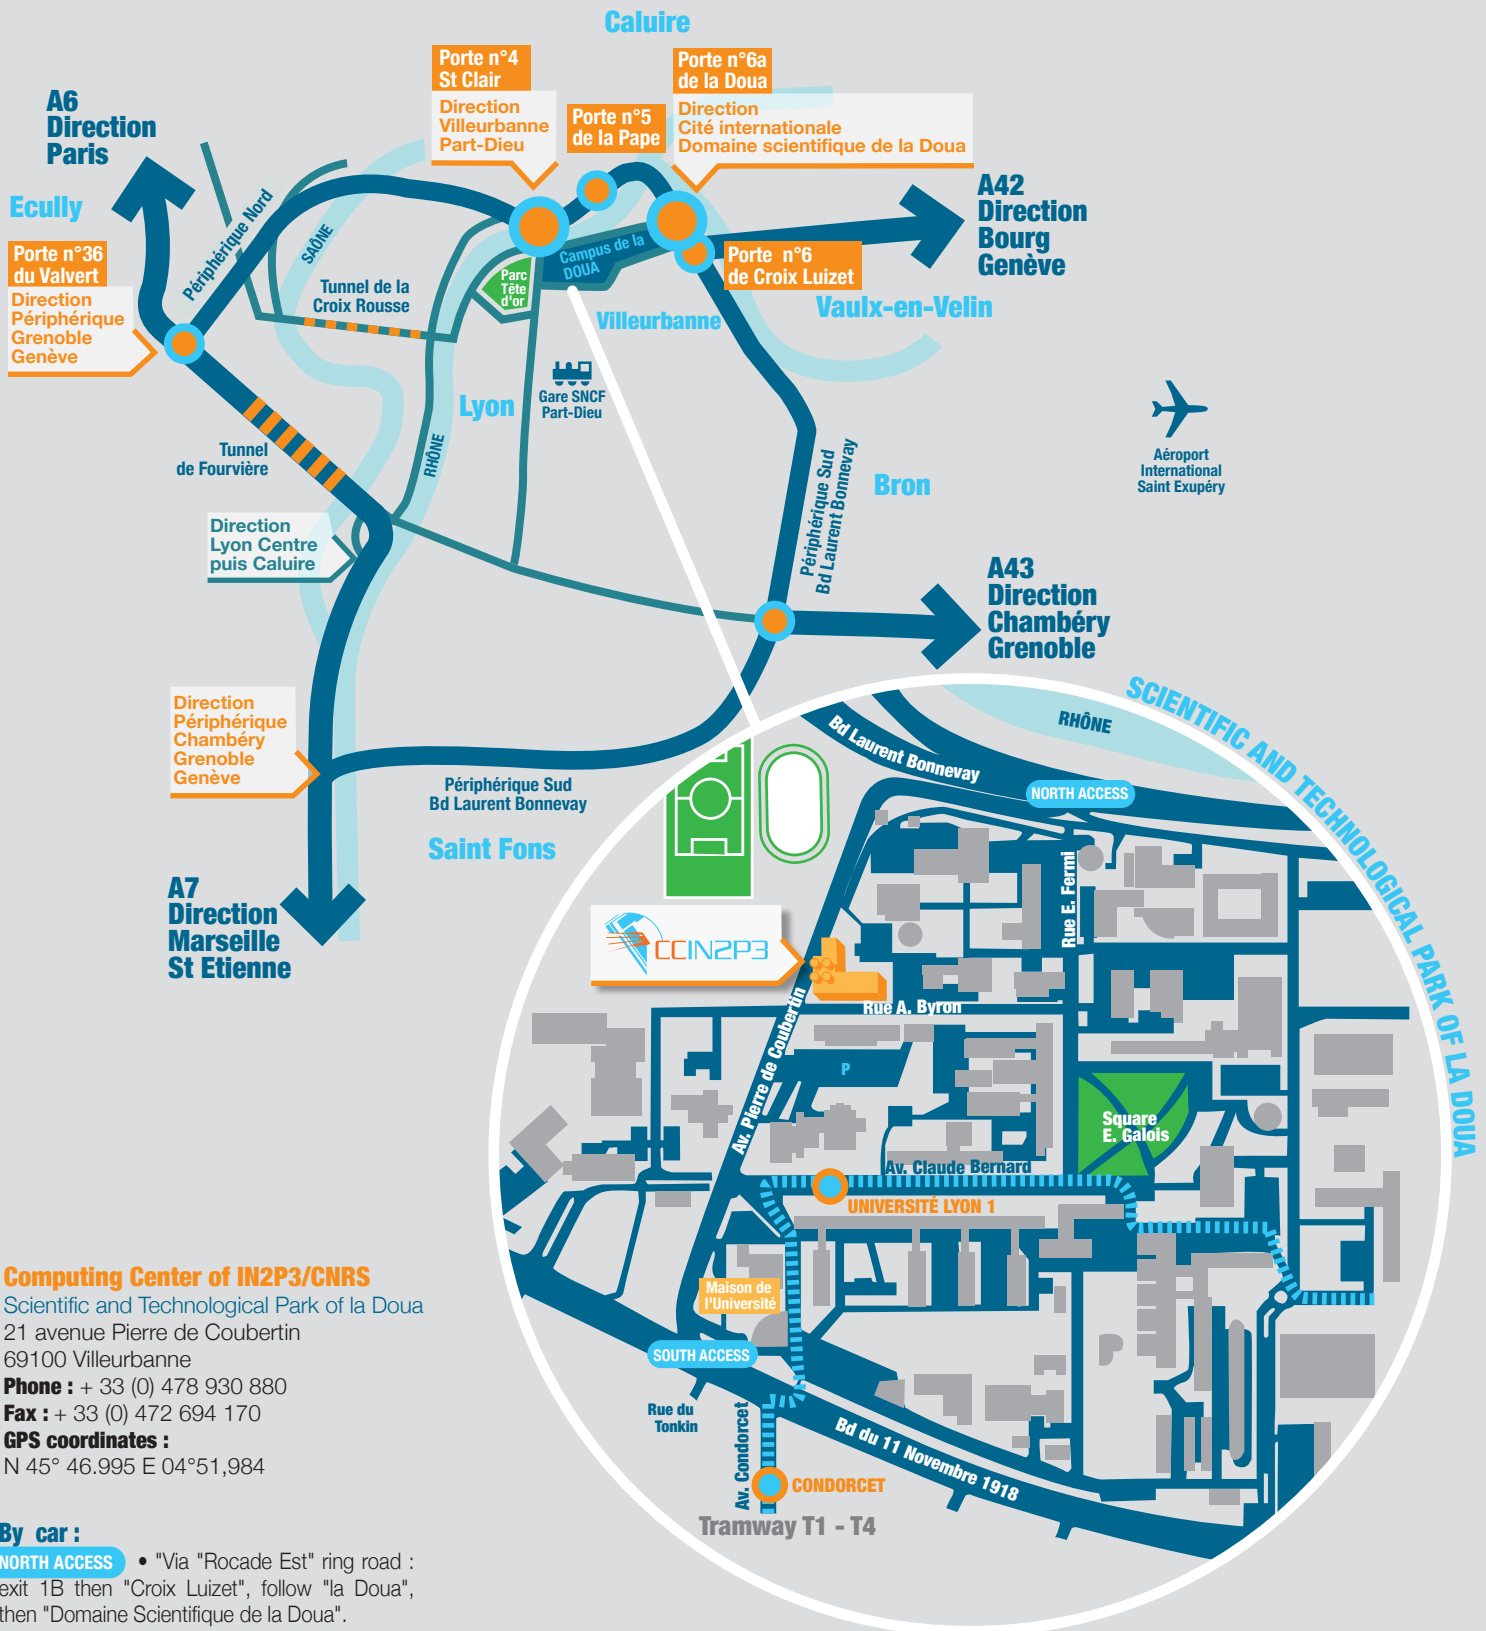 Caluire
Porte n°4
St Clair
Direction
Villeurbanne
Part-Dieu
Porte n°5
de la Pape
Porte n°6a
de la Doua
Direction
Cité internationale
Domaine scientifique de la Doua
A6
Direction
Paris
Ecully
Porte n°36
du Valvert
Direction
Périphérique
Grenoble
Genève
Périphérique Nord
SAÔNE
Tunnel de la
Croix Rousse
Parc
Tête
d'or
Campus de la
DOUA
Porte n°6
de Croix Luizet
A42
Direction
Bourg
Genève
Villeurbanne
Vaulx-en-Velin
Gare SNCF
Part-Dieu
Lyon
RHÔNE
Tunnel
de Fourvière
Direction
Lyon Centre
puis Caluire
Périphérique Sud
Bd Laurent Bonnevay
Bron
Aéroport
International
Saint Exupéry
A43
Direction
Chambéry
Grenoble
Direction
Périphérique
Chambéry
Grenoble
Genève
Périphérique Sud
Bd Laurent Bonnevay
Saint Fons
A7
Direction
Marseille
St Etienne
SCIENTIFIC AND TECHNOLOGICAL PARK OF LA DOUA
RHÔNE
Bd Laurent Bonnevay
NORTH ACCESS
Rue E. Fermi
CCIN2P3
Rue A. Byron
Av. Pierre de Coubertin
P
Square
E. Galois
Av. Claude Bernard
UNIVERSITÉ LYON 1
Maison de
l'Université
SOUTH ACCESS
Rue du
Tonkin
Av. Condorcet
Bd du 11 Novembre 1918
CONDORCET
Tramway T1 - T4
Computing Center of IN2P3/CNRS
Scientific and Technological Park of la Doua
21 avenue Pierre de Coubertin
69100 Villeurbanne
Phone : + 33 (0) 478 930 880
Fax : + 33 (0) 472 694 170
GPS coordinates :
N 45° 46.995 E 04°51,984
By car :
NORTH ACCESS • "Via "Rocade Est" ring road :
exit 1B then "Croix Luizet", follow "la Doua",
then "Domaine Scientifique de la Doua".